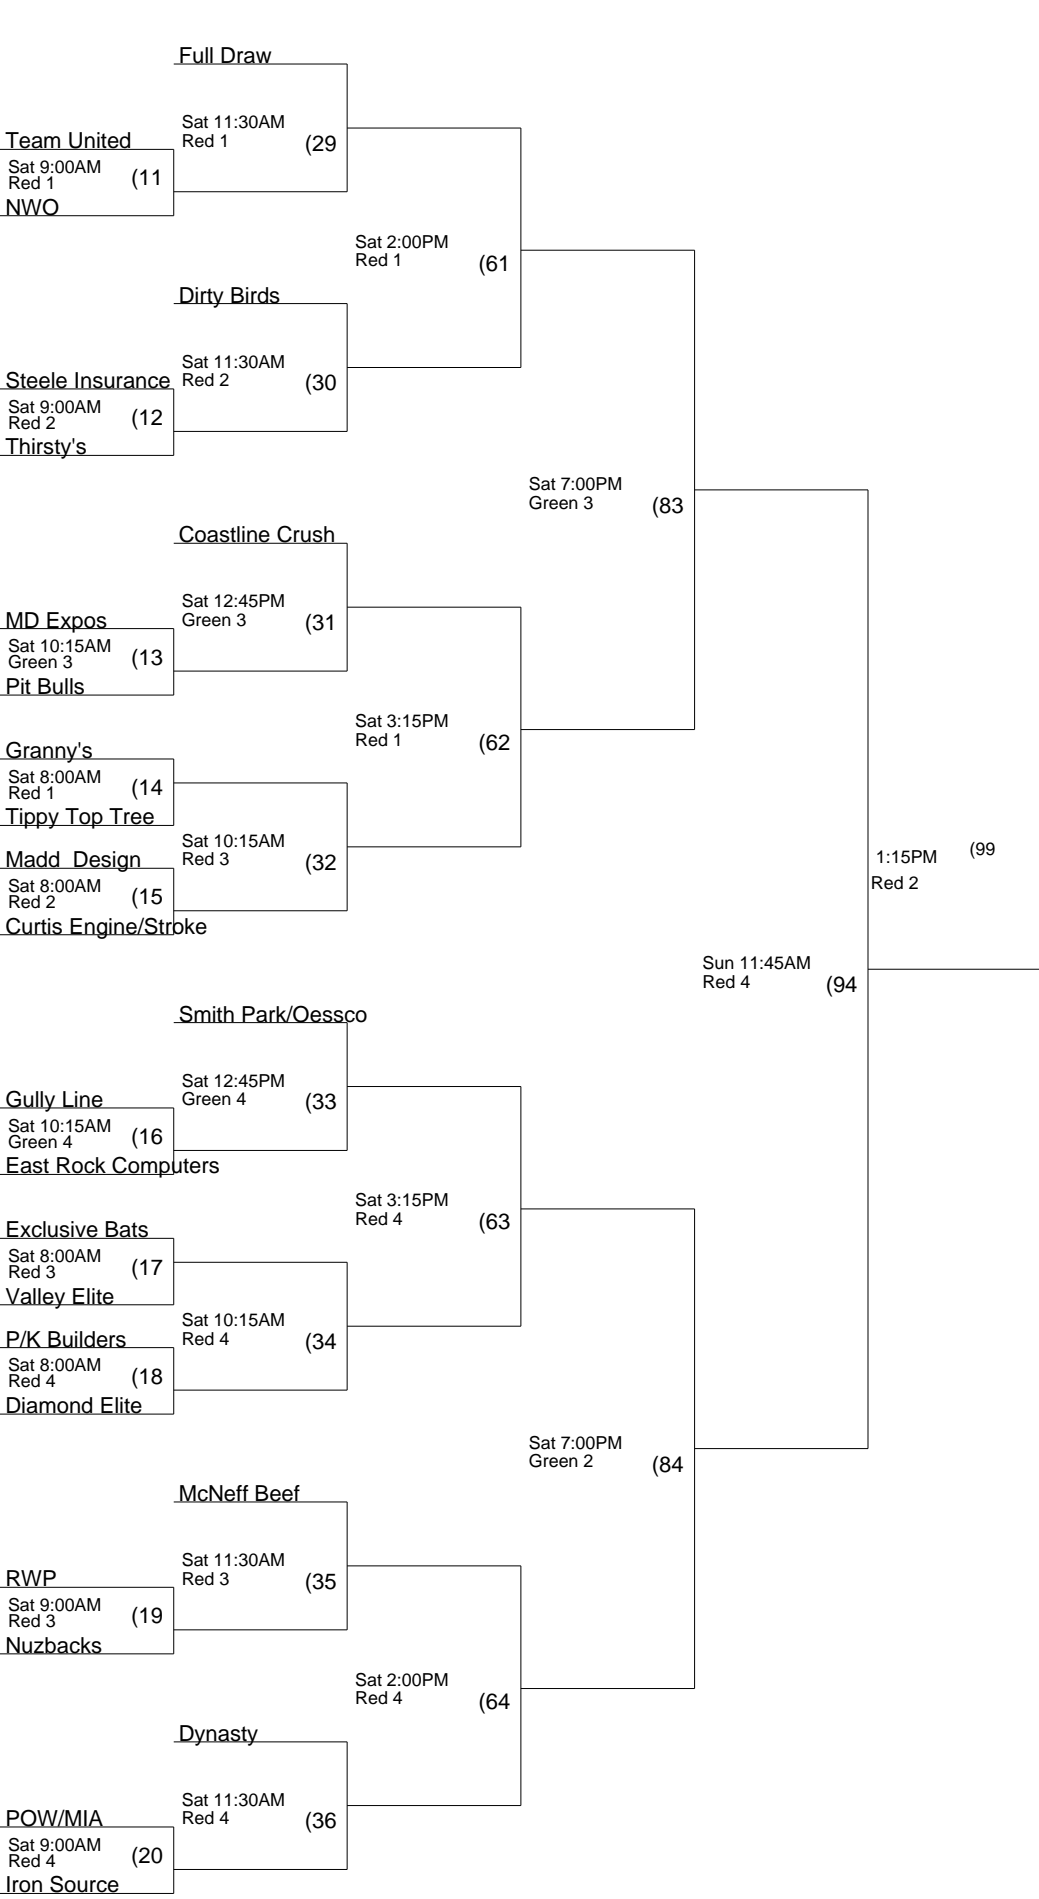 Full Draw
Sat 11:30AM
Red 1
(29
Team United
Sat 9:00AM
Red 1
(11
NWO
Sat 2:00PM
Red 1
(61
Dirty Birds
Sat 11:30AM
Red 2
(30
Steele Insurance
Sat 9:00AM
Red 2
(12
Thirsty's
Sat 7:00PM
Green 3
(83
Coastline Crush
Sat 12:45PM
Green 3
(31
MD Expos
Sat 10:15AM
Green 3
(13
Pit Bulls
Sat 3:15PM
Red 1
(62
Granny's
Sat 8:00AM
Red 1
(14
Tippy Top Tree
Sat 10:15AM
Red 3
(32
Madd  Design
Sat 8:00AM
Red 2
(15
Curtis Engine/Stroke
1:15PM
(99
Red 2
Sun 11:45AM
Red 4
(94
Smith Park/Oessco
Sat 12:45PM
Green 4
(33
Gully Line
Sat 10:15AM
Green 4
(16
East Rock Computers
Sat 3:15PM
Red 4
(63
Exclusive Bats
Sat 8:00AM
Red 3
(17
Valley Elite
Sat 10:15AM
Red 4
(34
P/K Builders
Sat 8:00AM
Red 4
(18
Diamond Elite
Sat 7:00PM
Green 2
(84
McNeff Beef
Sat 11:30AM
Red 3
(35
RWP
Sat 9:00AM
Red 3
(19
Nuzbacks
Sat 2:00PM
Red 4
(64
Dynasty
Sat 11:30AM
Red 4
(36
POW/MIA
Sat 9:00AM
Red 4
(20
Iron Source